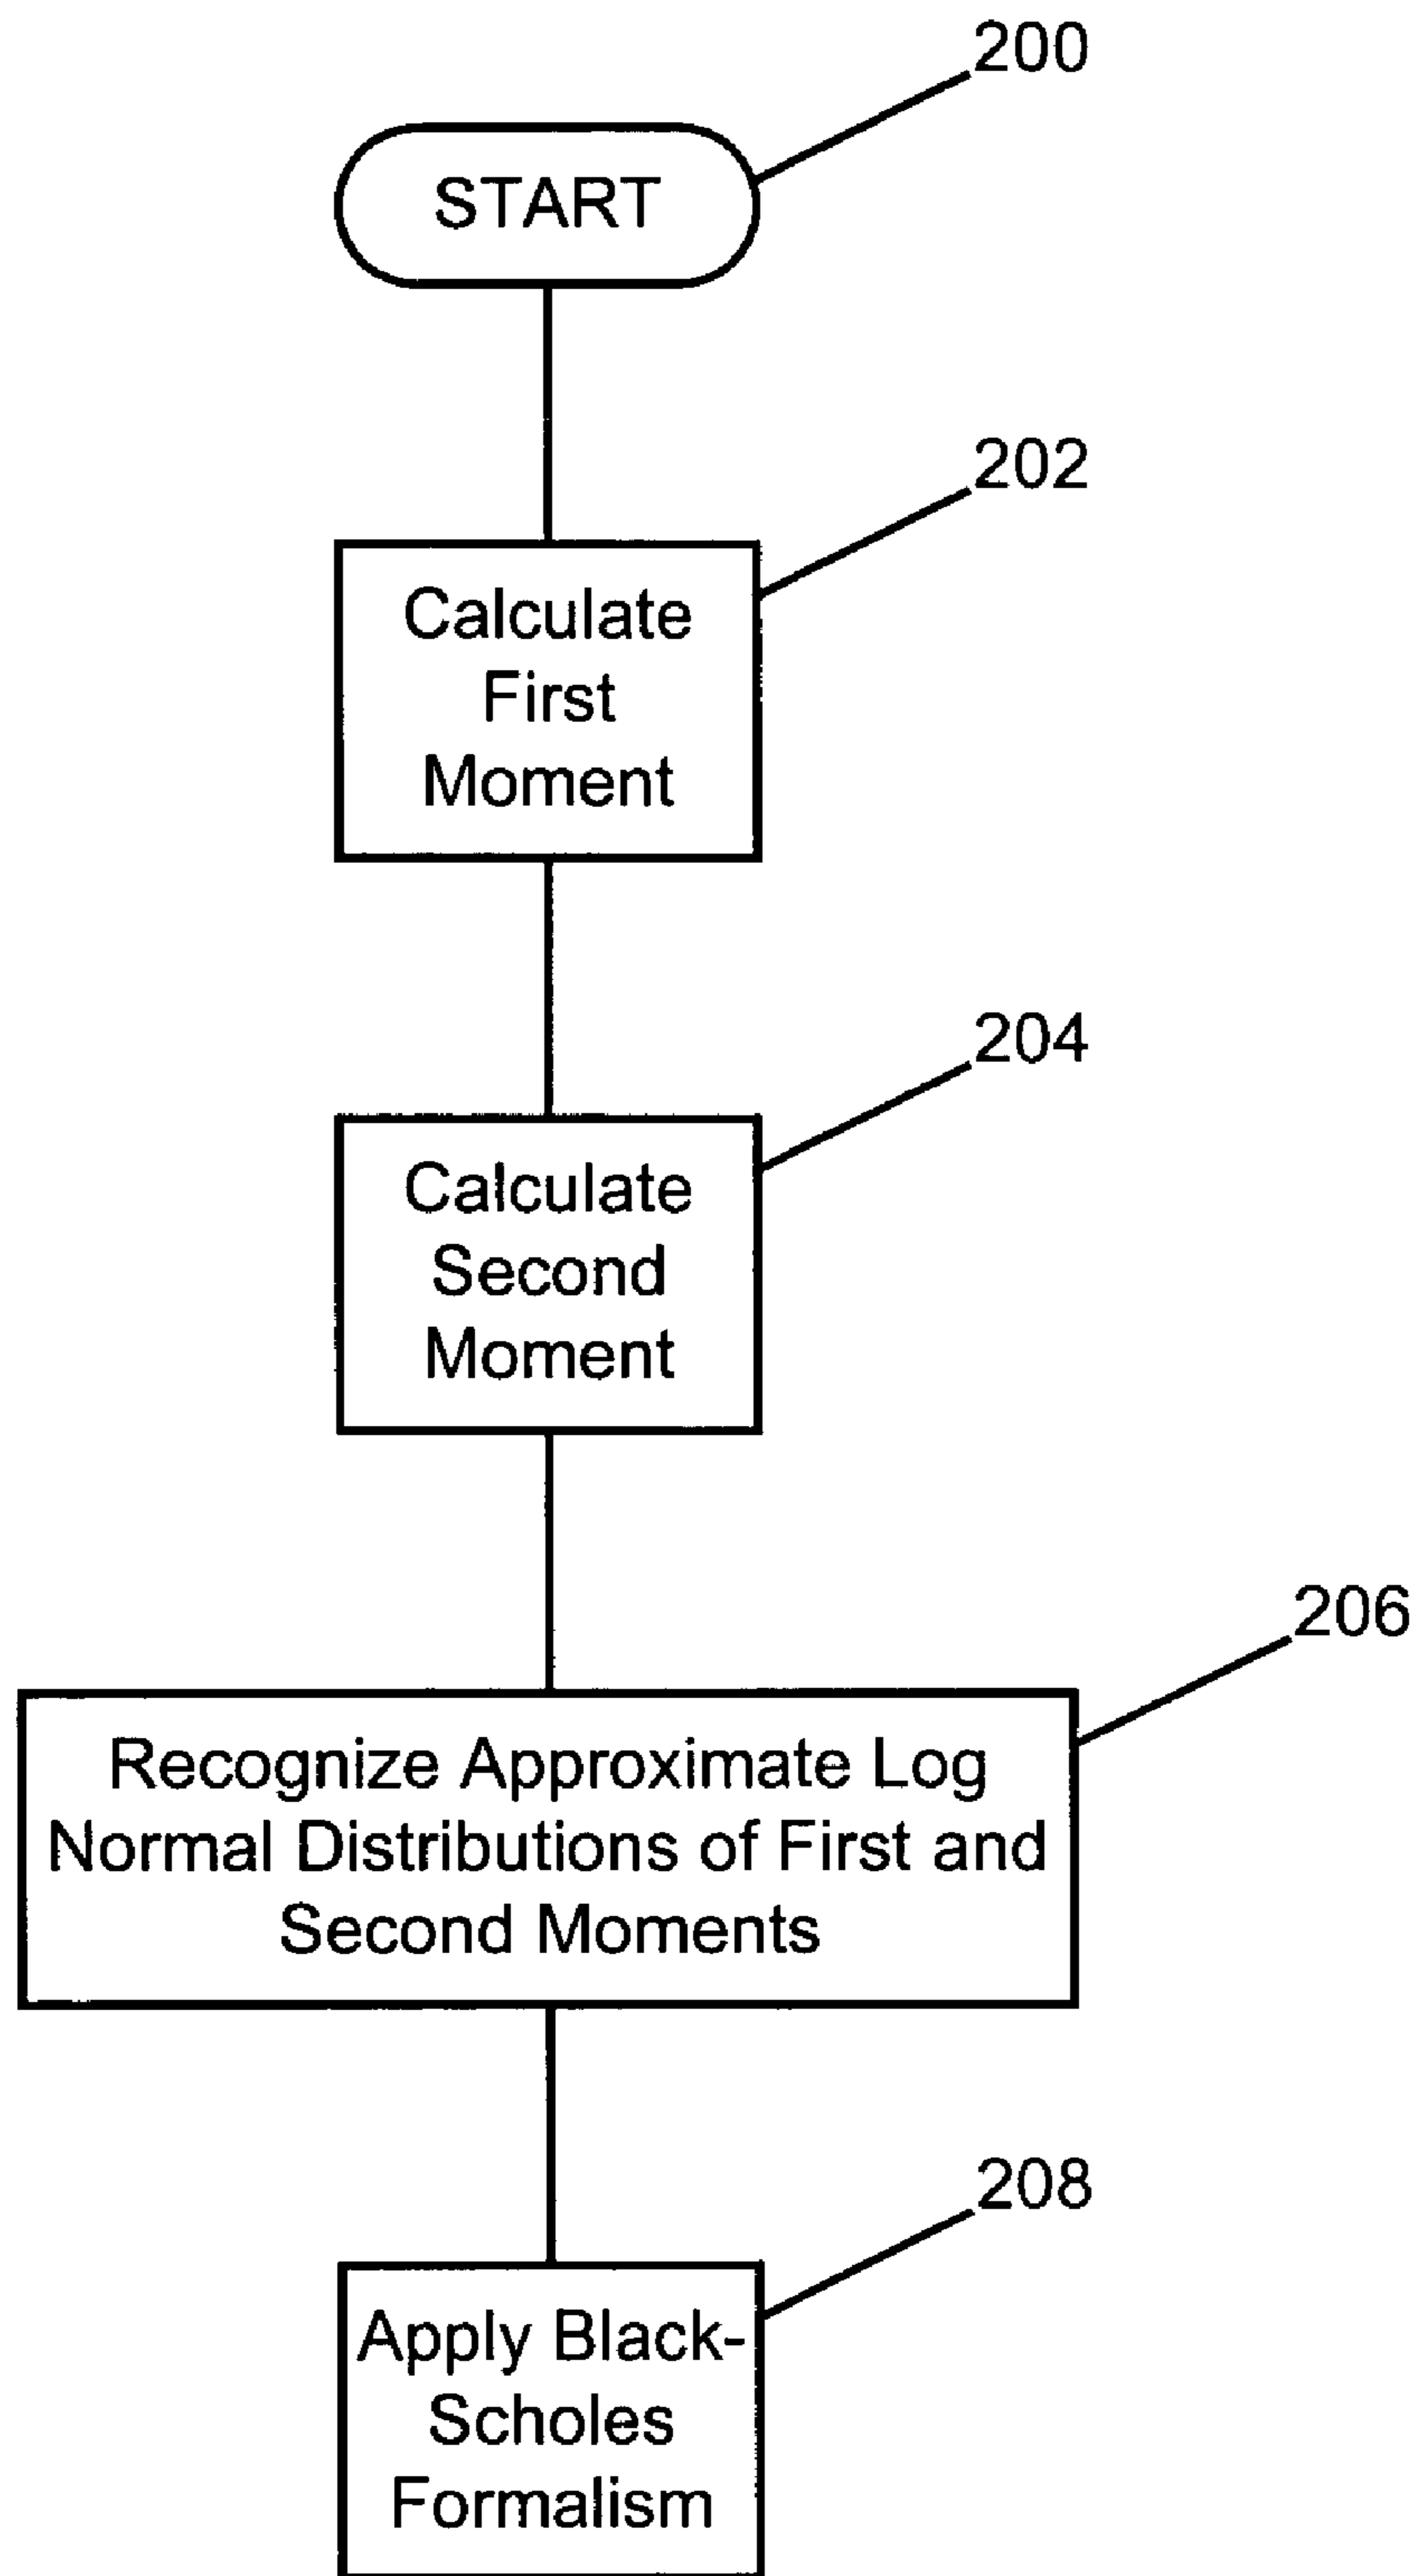 200
START
202
Calculate
First
Moment
204
Calculate
Second
Moment
206
Recognize Approximate Log
Normal Distributions of First and
Second Moments
208
Apply Black-
Scholes
Formalism